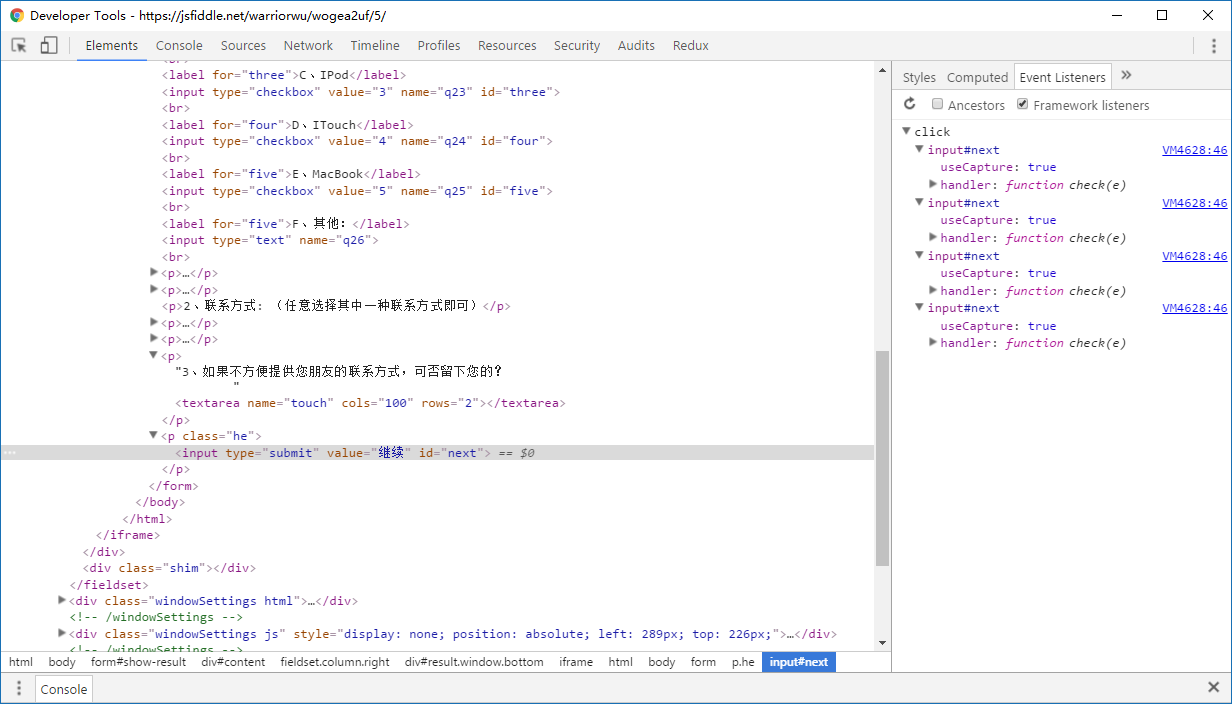 Developer Tools - https://jsfiddle.net/warriorwu/wogea2uf/5/
Elements Console Sources Network Timeline Profiles Resources Security Audits Redux
<label for="three">C、IPod</label>
<input type="checkbox" value="3" name="q23" id="three">
<br>
<label for="four">D、ITouch</label>
<input type="checkbox" value="4" name="q24" id="four">
<br>
<label for="five">E、MacBook</label>
<input type="checkbox" value="5" name="q25" id="five">
<br>
<label for="five">F、其他：</label>
<input type="text" name="q26">
<br>
<p>…</p>
<p>…</p>
<p>2、联系方式：（任意选择其中一种联系方式即可）</p>
<p>…</p>
<p>…</p>
<p>
"3、如果不方便提供您朋友的联系方式，可否留下您的？
"
<textarea name="touch" cols="100" rows="2"></textarea>
</p>
<p class="he">
<input type="submit" value="继续" id="next"> == $0
</p>
</form>
</body>
</html>
</iframe>
</div>
<div class="shim"></div>
</fieldset>
<div class="windowSettings html">…</div>
<!-- /windowSettings -->
<div class="windowSettings js" style="display: none; position: absolute; left: 289px; top: 226px;">…</div>
<!-- /windowSettings -->
html body form#show-result div#content fieldset.column.right div#result.window.bottom iframe html body form p.he input#next
Console
Styles Computed Event Listeners »
Ancestors Framework listeners
click
input#next VM4628:46
useCapture: true
handler: function check(e)
input#next VM4628:46
useCapture: true
handler: function check(e)
input#next VM4628:46
useCapture: true
handler: function check(e)
input#next VM4628:46
useCapture: true
handler: function check(e)